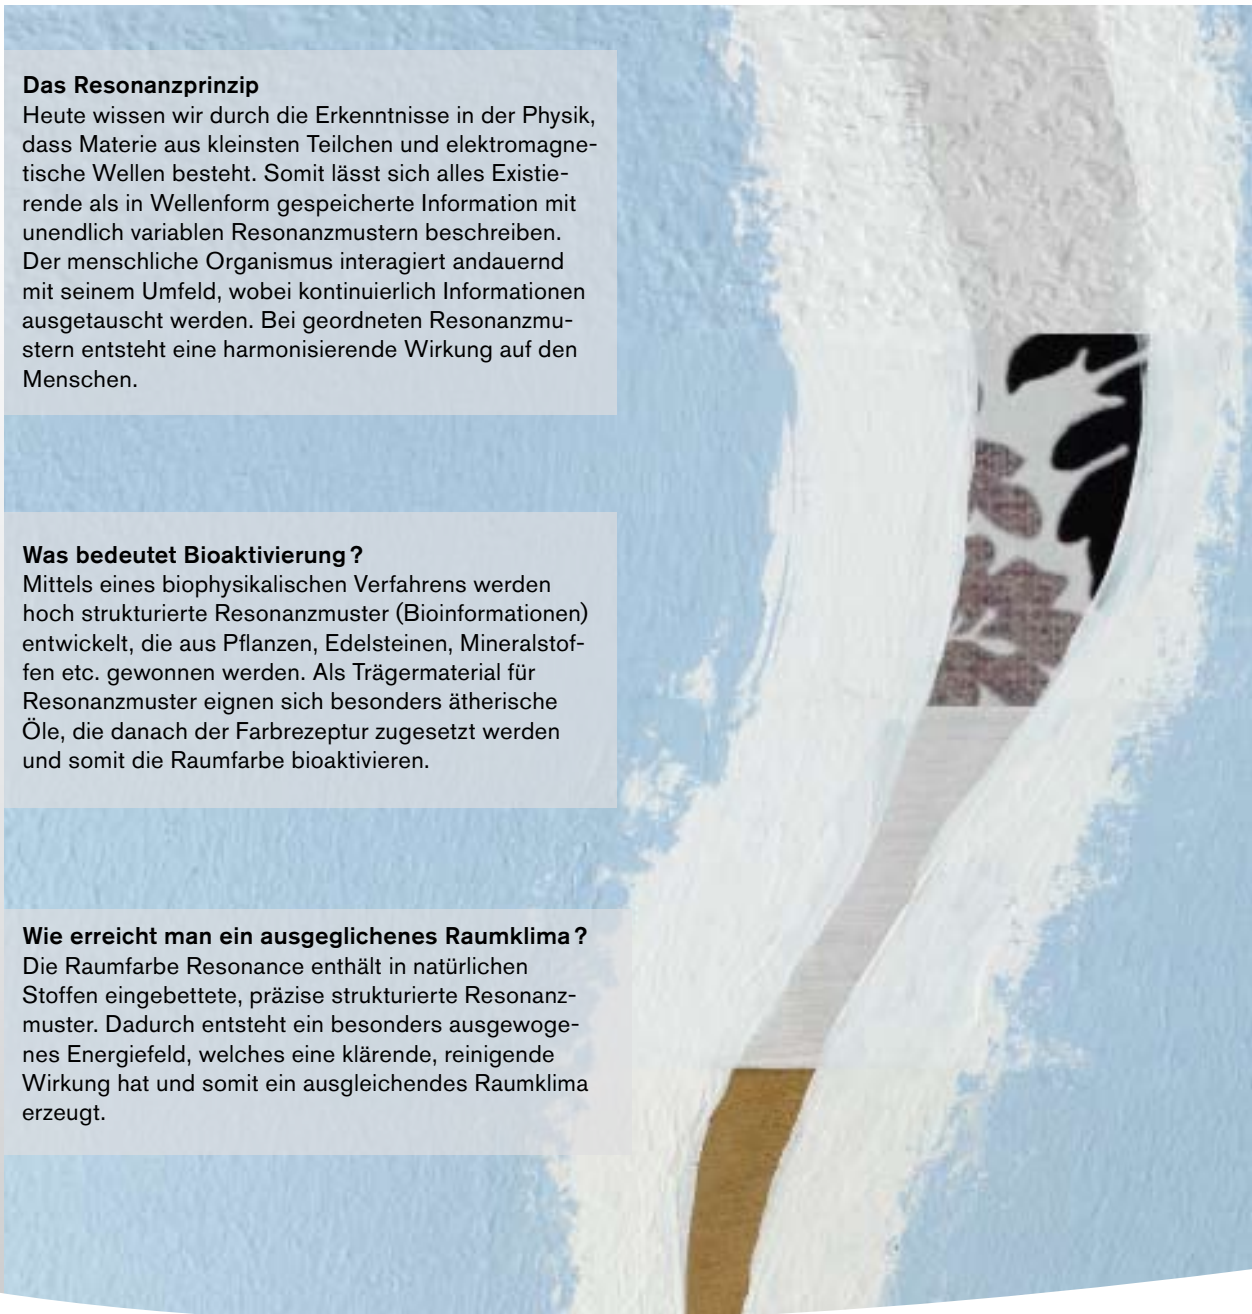 Das Resonanzprinzip
Heute wissen wir durch die Erkenntnisse in der Physik,
dass Materie aus kleinsten Teilchen und elektromagne-
tische Wellen besteht. Somit lässt sich alles Existie-
rende als in Wellenform gespeicherte Information mit
unendlich variablen Resonanzmustern beschreiben.
Der menschliche Organismus interagiert andauernd
mit seinem Umfeld, wobei kontinuierlich Informationen
ausgetauscht werden. Bei geordneten Resonanzmu-
stern entsteht eine harmonisierende Wirkung auf den
Menschen.
Was bedeutet Bioaktivierung?
Mittels eines biophysikalischen Verfahrens werden
hoch strukturierte Resonanzmuster (Bioinformationen)
entwickelt, die aus Pflanzen, Edelsteinen, Mineralstof-
fen etc. gewonnen werden. Als Trägermaterial für
Resonanzmuster eignen sich besonders ätherische
Öle, die danach der Farbrezeptur zugesetzt werden
und somit die Raumfarbe bioaktivieren.
Wie erreicht man ein ausgeglichenes Raumklima?
Die Raumfarbe Resonance enthält in natürlichen
Stoffen eingebettete, präzise strukturierte Resonanz-
muster. Dadurch entsteht ein besonders ausgewoge-
nes Energiefeld, welches eine klärende, reinigende
Wirkung hat und somit ein ausgleichendes Raumklima
erzeugt.